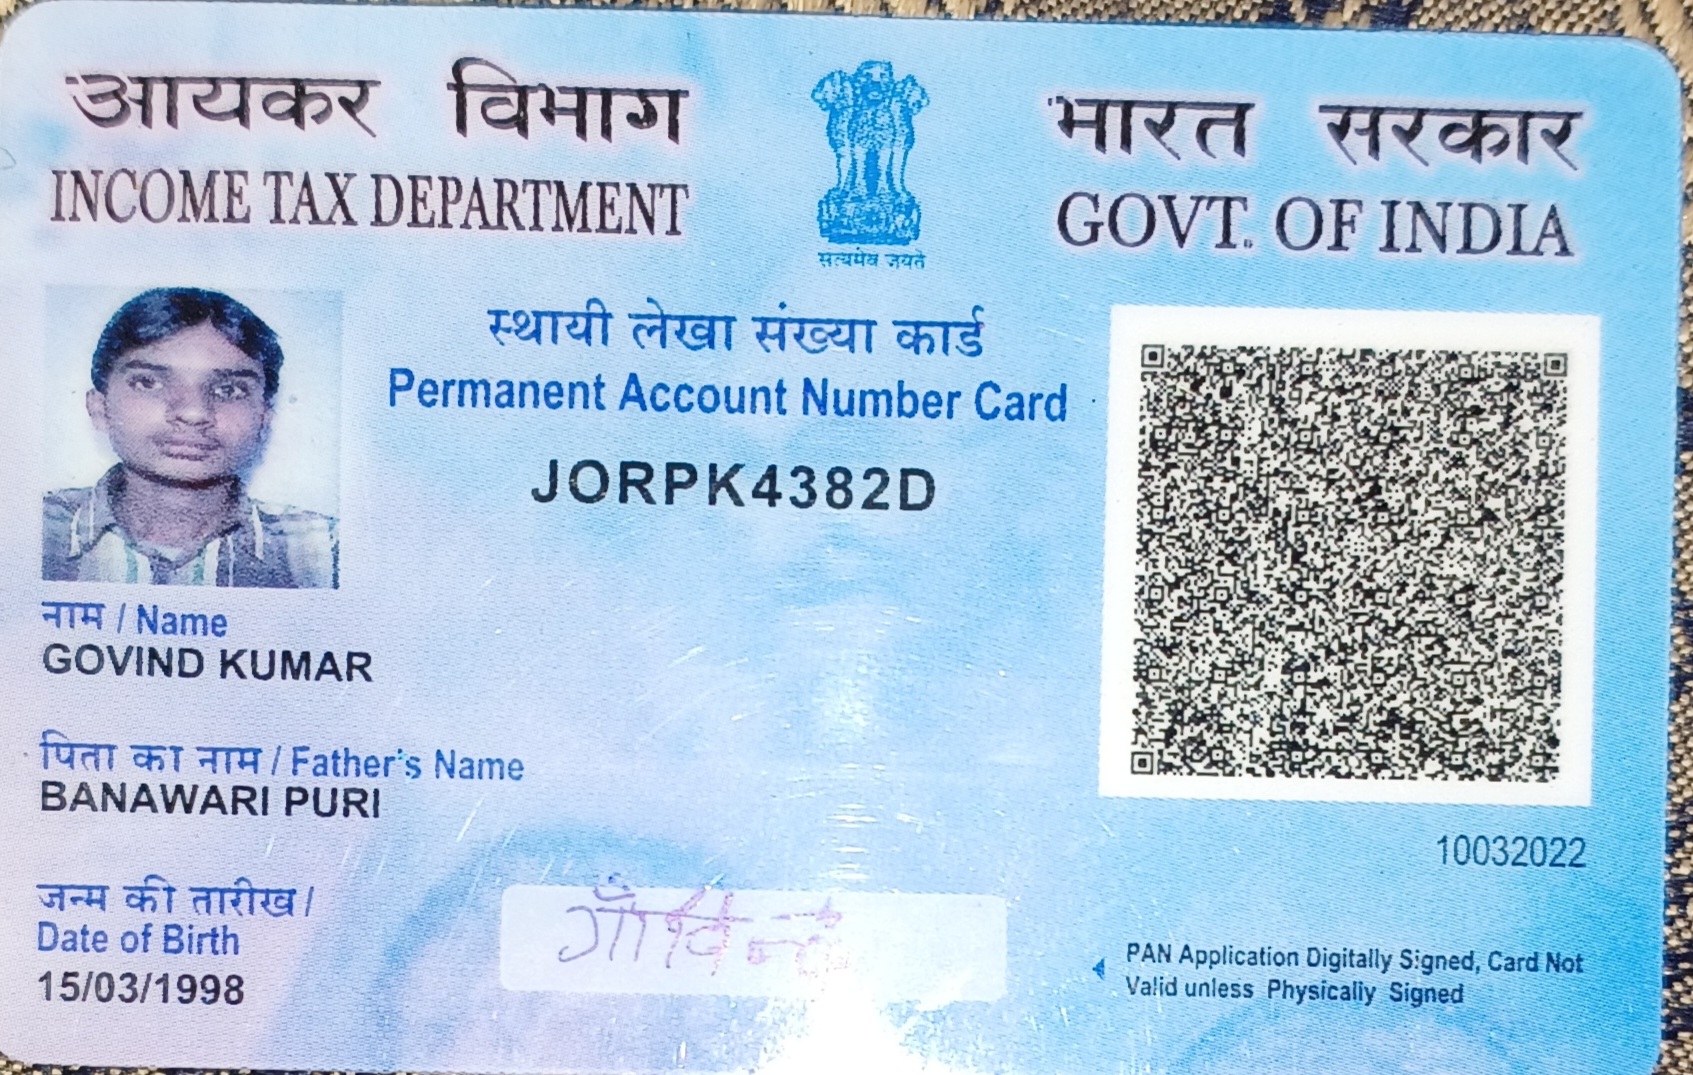 आयकर विभाग
INCOME TAX DEPARTMENT
सत्यमेव जयते
भारत सरकार
GOVT. OF INDIA
स्थायी लेखा संख्या कार्ड
Permanent Account Number Card
JORPK4382D
नाम / Name
GOVIND KUMAR
पिता का नाम / Father's Name
BANAWARI PURI
जन्म की तारीख/
Date of Birth
15/03/1998
10032022
PAN Application Digitally Signed, Card Not
Valid unless Physically Signed